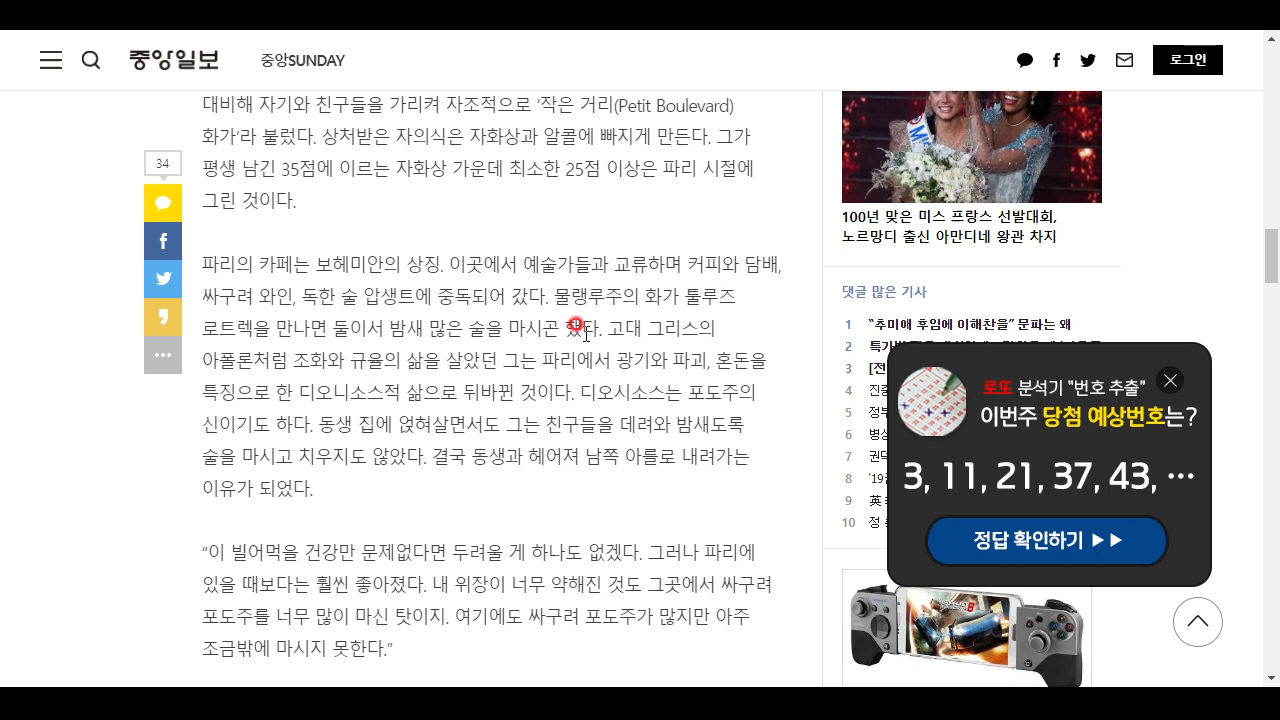 중앙일보
중앙SUNDAY
로그인
대비해 자기와 친구들을 가리켜 자조적으로 ‘작은 거리(Petit Boulevard)
화가’라 불렀다. 상처받은 자의식은 자화상과 알콜에 빠지게 만든다. 그가
평생 남긴 35점에 이르는 자화상 가운데 최소한 25점 이상은 파리 시절에
그린 것이다.
파리의 카페는 보헤미안의 상징. 이곳에서 예술가들과 교류하며 커피와 담배,
싸구려 와인, 독한 술 압생트에 중독되어 갔다. 물랭루주의 화가 툴루즈
로트렉을 만나면 둘이서 밤새 많은 술을 마시곤 했다. 고대 그리스의
아폴론처럼 조화와 규율의 삶을 살았던 그는 파리에서 광기와 파괴, 혼돈을
특징으로 한 디오니소스적 삶으로 뒤바뀐 것이다. 디오시소스는 포도주의
신이기도 하다. 동생 집에 얹혀살면서도 그는 친구들을 데려와 밤새도록
술을 마시고 치우지도 않았다. 결국 동생과 헤어져 남쪽 아를로 내려가는
이유가 되었다.
“이 빌어먹을 건강만 문제없다면 두려울 게 하나도 없겠다. 그러나 파리에
있을 때보다는 훨씬 좋아졌다. 내 위장이 너무 약해진 것도 그곳에서 싸구려
포도주를 너무 많이 마신 탓이지. 여기에도 싸구려 포도주가 많지만 아주
조금밖에 마시지 못한다.”
34
100년 맞은 미스 프랑스 선발대회,
노르망디 출신 아만디네 왕관 차지
댓글 많은 기사
1 “추미애 후임에 이해찬을” 문파는 왜
2
3 [전
4
5
6
7
8 '19
9 英
10 정
로또 분석기 “번호 추출”
이번주 당첨 예상번호는?
3, 11, 21, 37, 43, ···
정답 확인하기 ▶▶